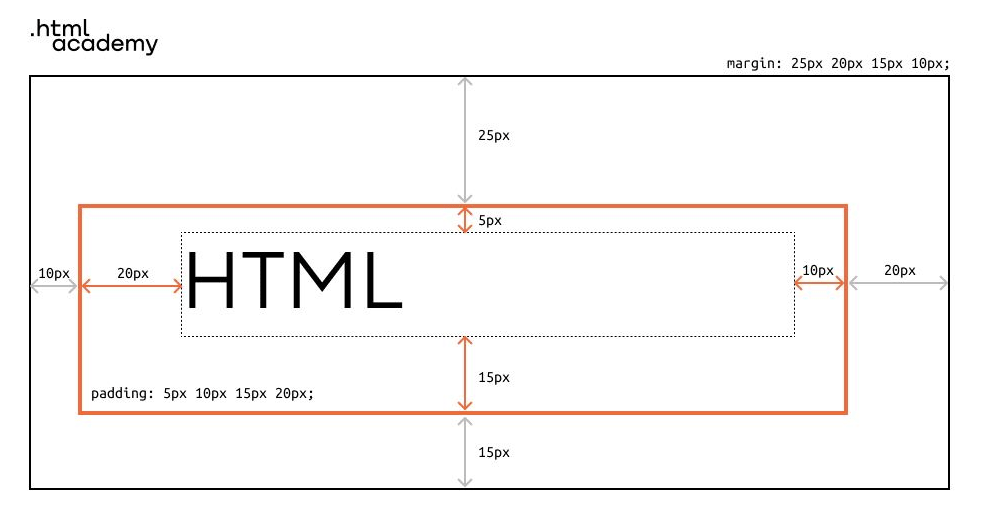 .html
academy
margin: 25px 20px 15px 10px;
25px
5px
10px
20px
HTML
10px
20px
15px
padding: 5px 10px 15px 20px;
15px